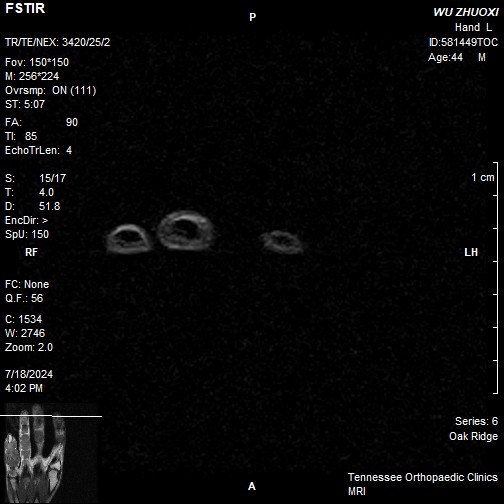 FSTIR
P
WU ZHUOXI
Hand L
TR/TE/NEX: 3420/25/2
ID:581449TOC
Age:44 M
Fov: 150*150
M: 256*224
Ovrsmp: ON (111)
ST: 5:07
FA: 90
TI: 85
EchoTrLen: 4
S: 15/17
T: 4.0
D: 51.8
EncDir: >
SpU: 150
1 cm
RF
LH
FC: None
Q.F.: 56
C: 1534
W: 2746
Zoom: 2.0
7/18/2024
4:02 PM
Series: 6
Oak Ridge
A
Tennessee Orthopaedic Clinics
MRI